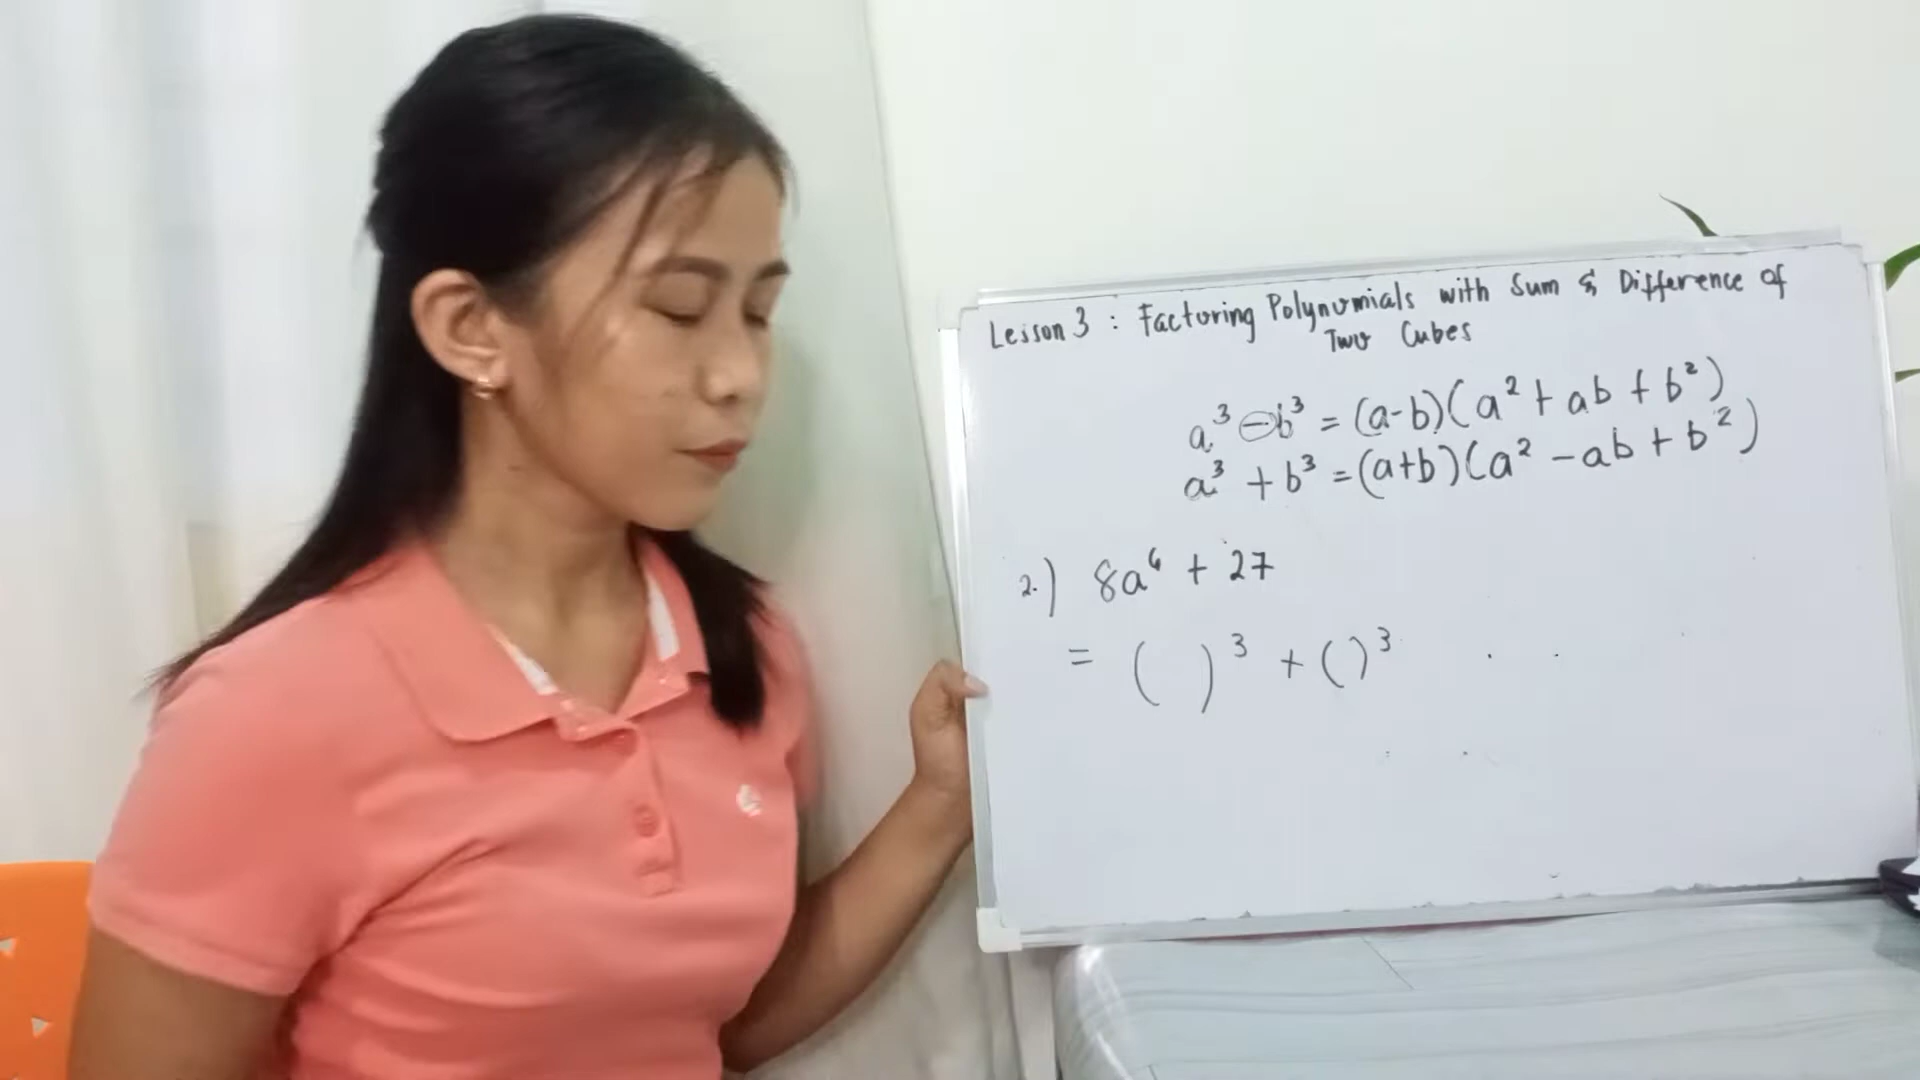 Lesson 3 : Factoring Polynomials with Sum & Difference of
Two Cubes
a³ - b³ = (a-b)(a² + ab + b²)
a³ + b³ = (a+b)(a² - ab + b²)
2.) 8a⁶ + 27
= ( )³ + ( )³